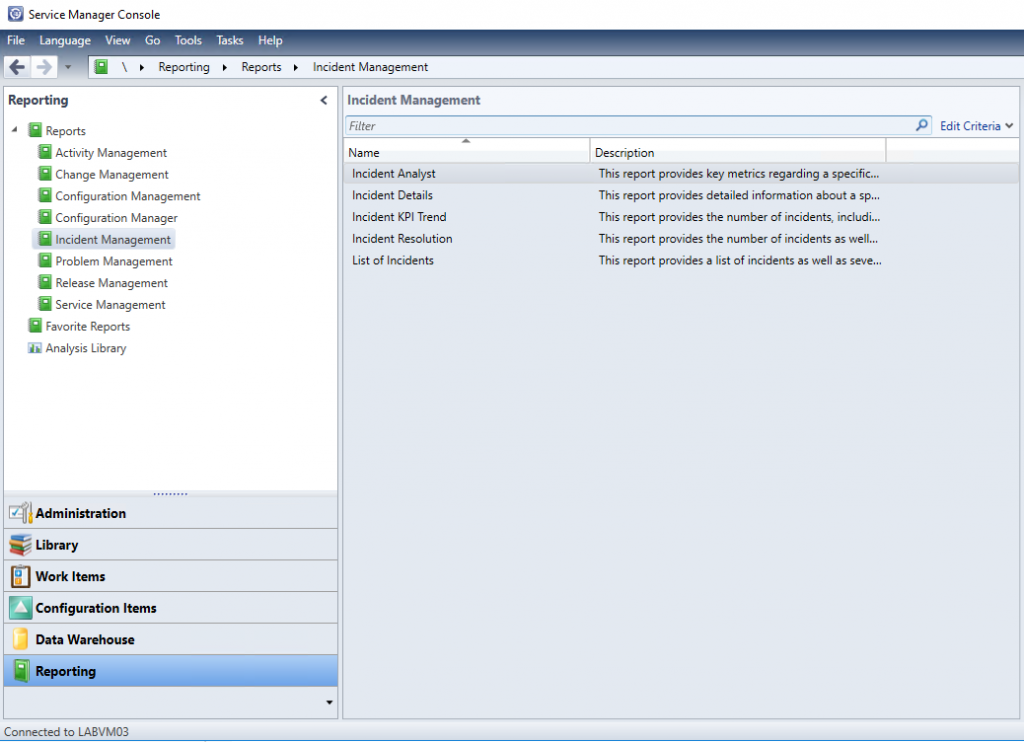 Service Manager Console
File Language View Go Tools Tasks Help
\ Reporting Reports Incident Management
Reporting
Reports
Activity Management
Change Management
Configuration Management
Configuration Manager
Incident Management
Problem Management
Release Management
Service Management
Favorite Reports
Analysis Library
Administration
Library
Work Items
Configuration Items
Data Warehouse
Reporting
Incident Management
Filter Edit Criteria
Name Description
Incident Analyst This report provides key metrics regarding a specific...
Incident Details This report provides detailed information about a sp...
Incident KPI Trend This report provides the number of incidents, includi...
Incident Resolution This report provides the number of incidents as well...
List of Incidents This report provides a list of incidents as well as seve...
Connected to LABVM03